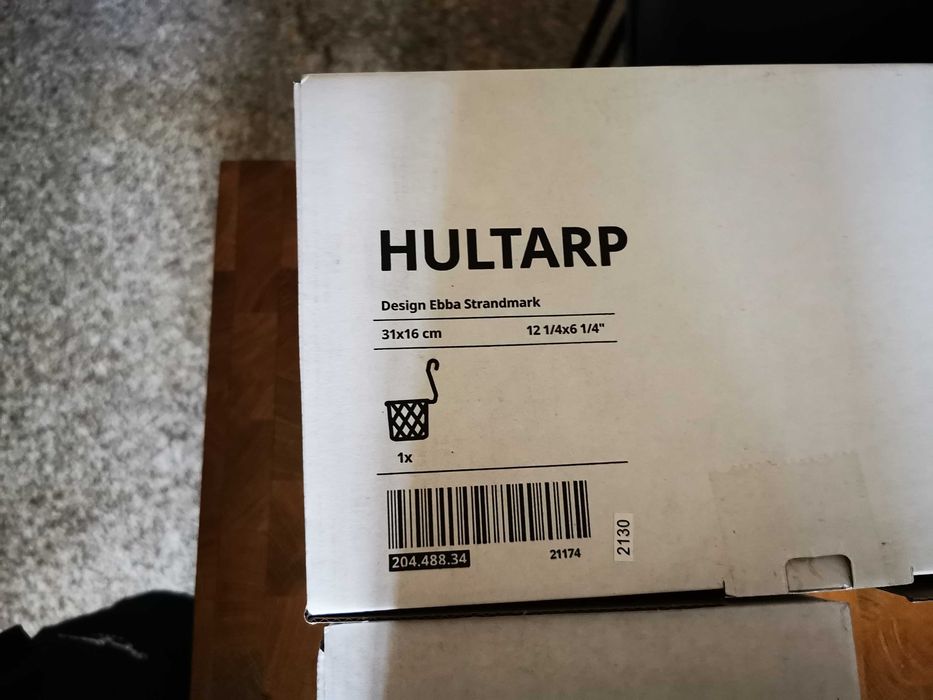 HULTARP
Design Ebba Strandmark
31x16 cm 12 1/4x6 1/4"
1x
204.488.34 21174
2130